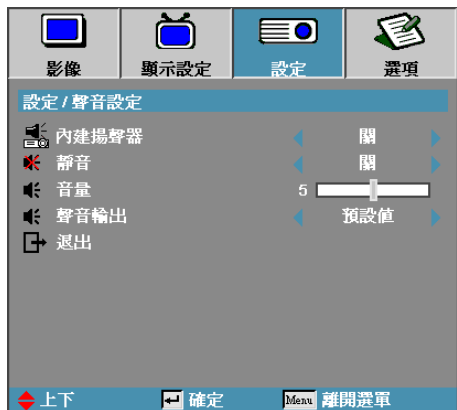 影像 顯示設定 設定 選項
設定 / 聲音設定
內建揚聲器 關
靜音 關
音量 5
聲音輸出 預設值
退出
上下 確定 Menu 離開選單